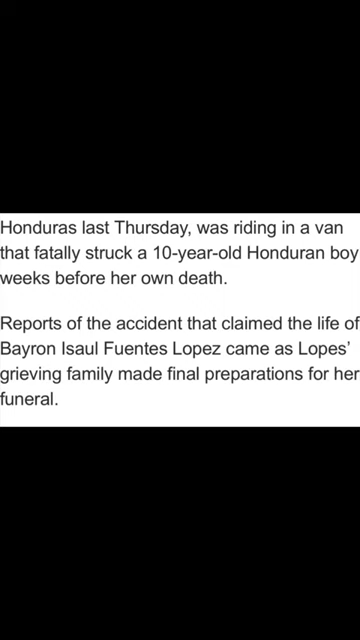 Honduras last Thursday, was riding in a van
that fatally struck a 10-year-old Honduran boy
weeks before her own death.
Reports of the accident that claimed the life of
Bayron Isaul Fuentes Lopez came as Lopes’
grieving family made final preparations for her
funeral.